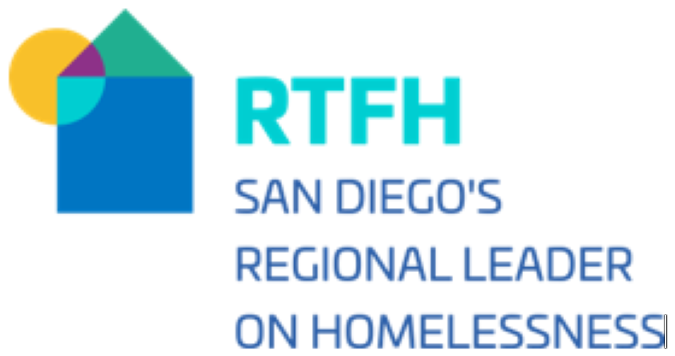 RTFH
SAN DIEGO'S
REGIONAL LEADER
ON HOMELESSNESS